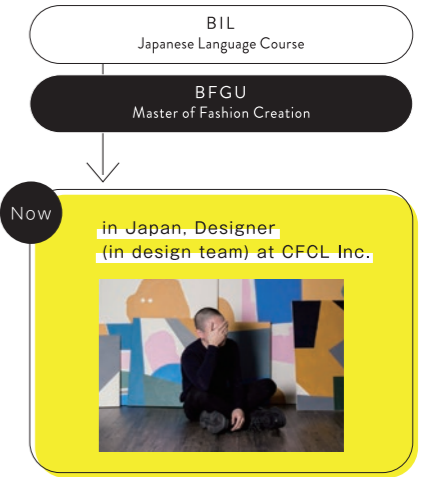 BIL
Japanese Language Course
BFGU
Master of Fashion Creation
Now
in Japan, Designer
(in design team) at CFCL Inc.